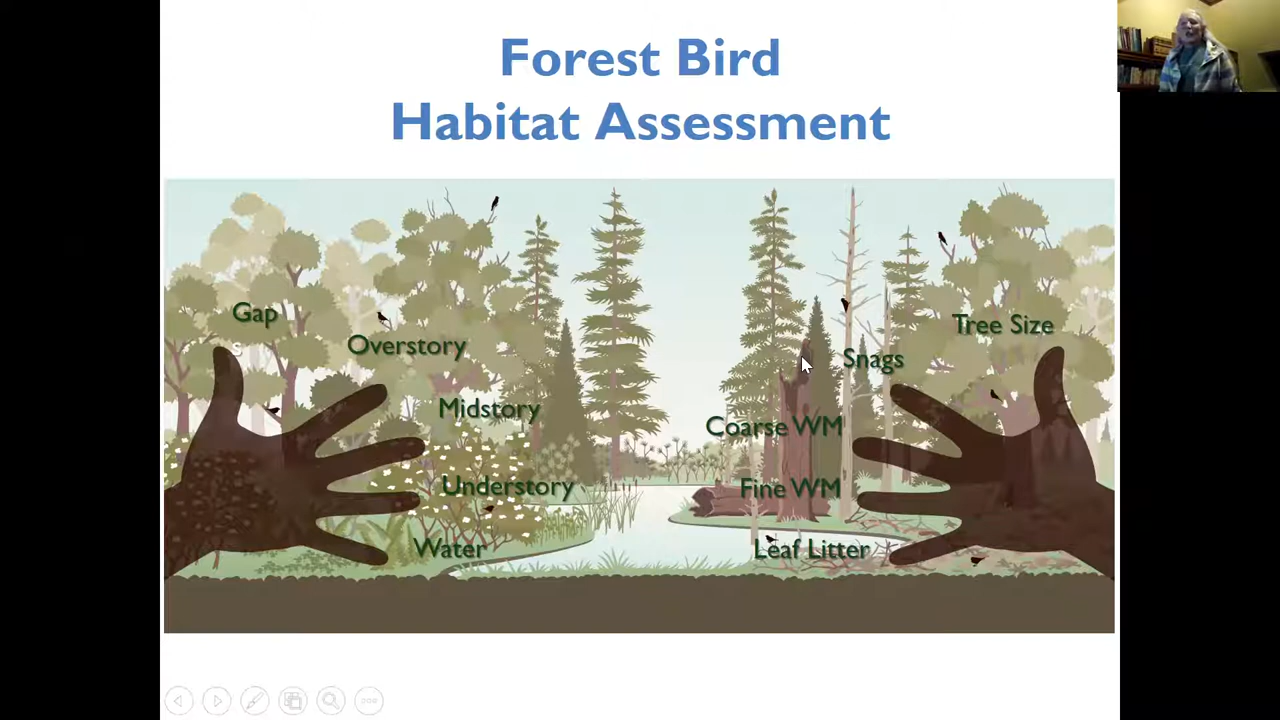 Forest Bird
Habitat Assessment
Gap
Overstory
Midstory
Understory
Water
Tree Size
Snags
Coarse WM
Fine WM
Leaf Litter